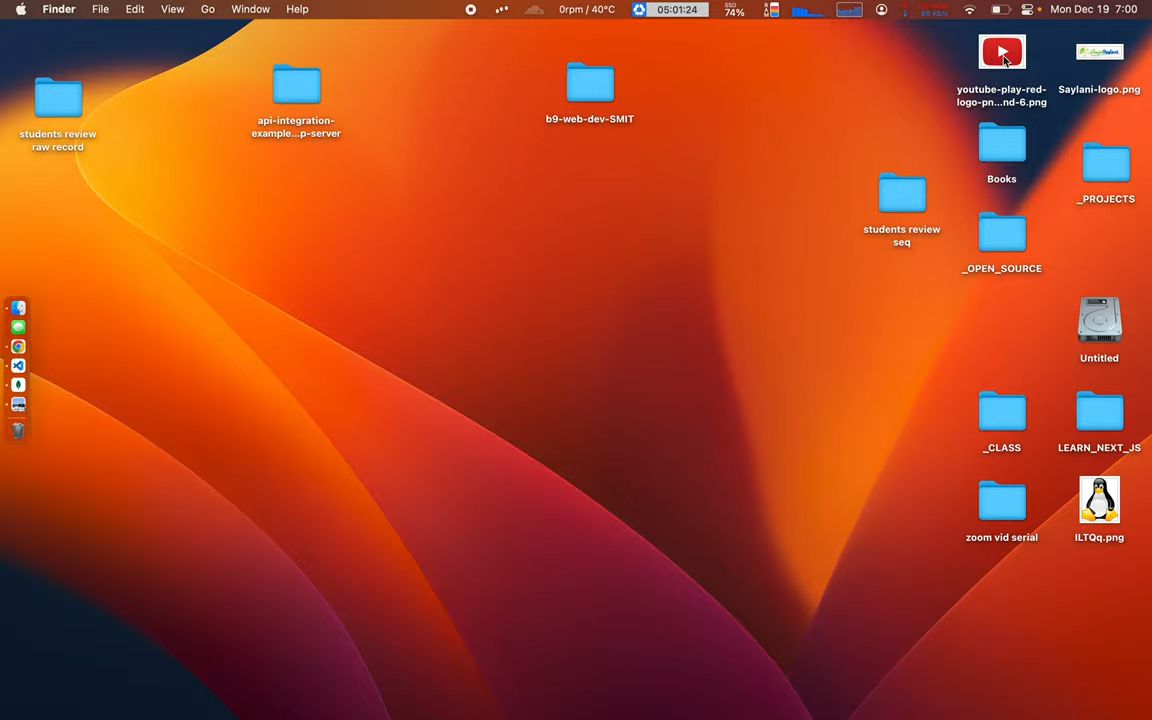 Finder File Edit View Go Window Help
0rpm / 40°C 05:01:24 SSD 74% Mon Dec 19 7:00
youtube-play-red-
logo-pn...nd-6.png
Saylani-logo.png
students review
raw record
api-integration-
example...p-server
b9-web-dev-SMIT
Books
_PROJECTS
students review
seq
_OPEN_SOURCE
Untitled
_CLASS
LEARN_NEXT_JS
zoom vid serial
ILTQq.png